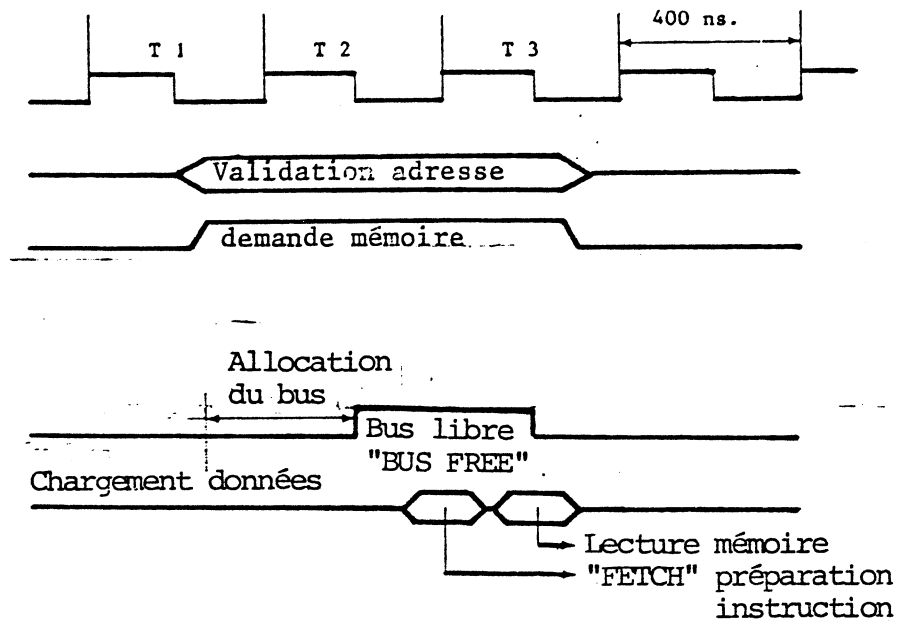 400 ns.
T 1 T 2 T 3
Validation adresse
demande mémoire
Allocation
du bus
Bus libre
"BUS FREE"
Chargement données
Lecture mémoire
"FETCH" préparation
instruction